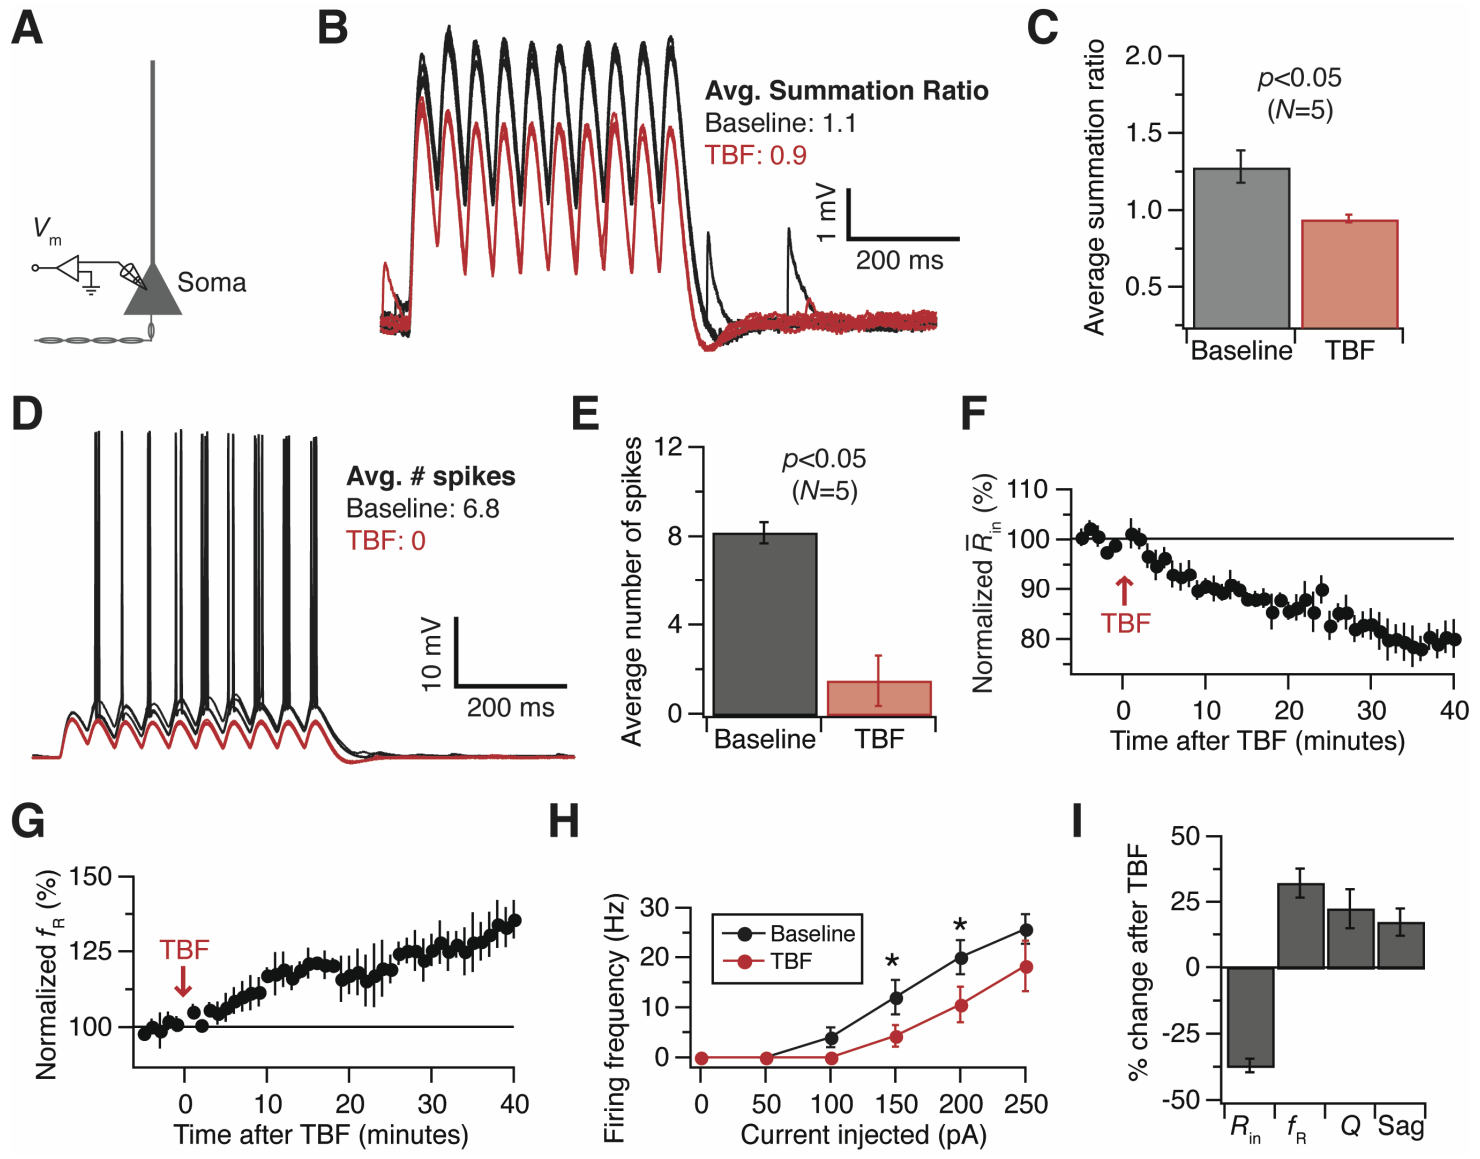 A
V
m
Soma
B
Avg. Summation Ratio
Baseline: 1.1
TBF: 0.9
1 mV
200 ms
C
Average summation ratio
2.0
1.5
1.0
0.5
p<0.05
(N=5)
Baseline
TBF
D
Avg. # spikes
Baseline: 6.8
TBF: 0
10 mV
200 ms
E
Average number of spikes
12
8
4
0
p<0.05
(N=5)
Baseline
TBF
F
Normalized R̅in (%)
110
100
90
80
TBF
0 10 20 30 40
Time after TBF (minutes)
G
Normalized fR (%)
150
125
100
TBF
0 10 20 30 40
Time after TBF (minutes)
H
Firing frequency (Hz)
30
20
10
0
Baseline
TBF
*
*
0 50 100 150 200 250
Current injected (pA)
I
% change after TBF
50
25
0
-25
-50
Rin fR Q Sag